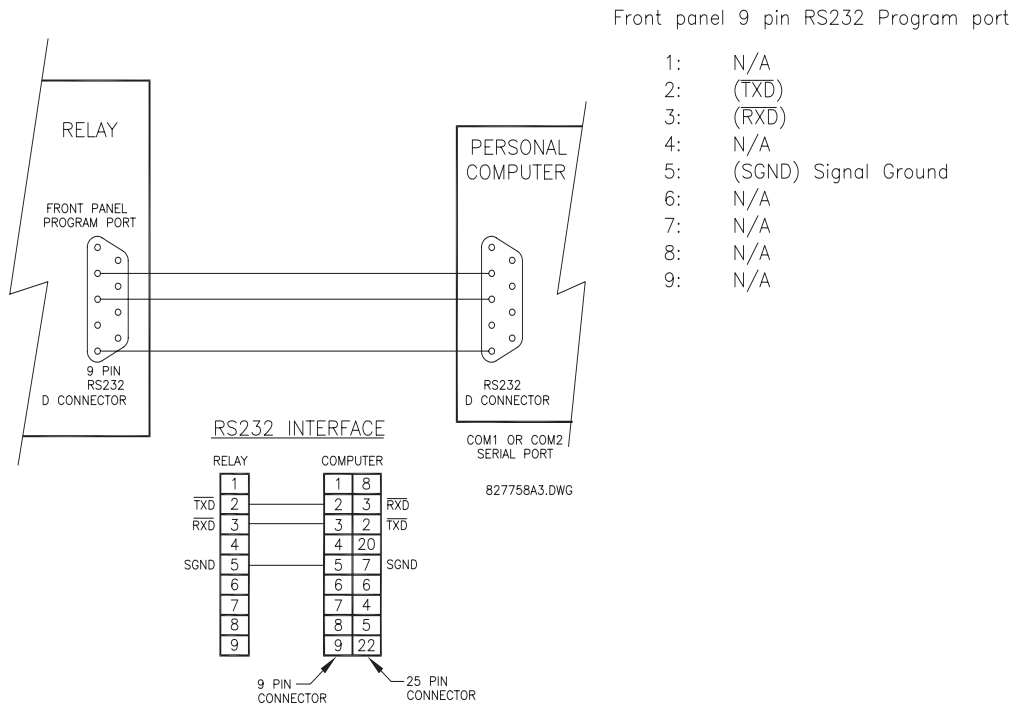 Front panel 9 pin RS232 Program port
1: N/A
2: (TXD)
3: (RXD)
4: N/A
5: (SGND) Signal Ground
6: N/A
7: N/A
8: N/A
9: N/A
RELAY
FRONT PANEL
PROGRAM PORT
9 PIN
RS232
D CONNECTOR
PERSONAL
COMPUTER
RS232
D CONNECTOR
COM1 OR COM2
SERIAL PORT
827758A3.DWG
RS232 INTERFACE
RELAY COMPUTER
1 1 8
TXD 2 2 3 RXD
RXD 3 3 2 TXD
4 4 20
SGND 5 5 7 SGND
6 6 6
7 7 4
8 8 5
9 9 22
9 PIN
CONNECTOR
25 PIN
CONNECTOR